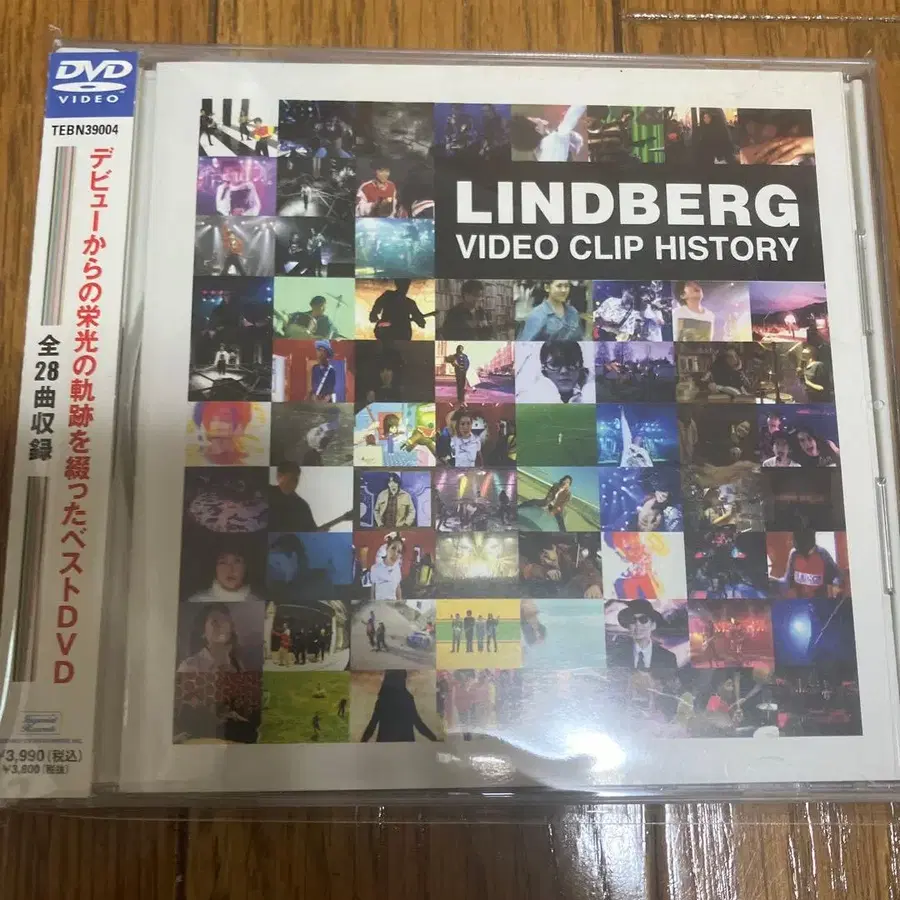 DVD
VIDEO
TEBN39004
デビューからの栄光の軌跡を綴ったベストDVD
全28曲収録
¥3,990(税込)
¥3,800(税抜)
LINDBERG
VIDEO CLIP HISTORY